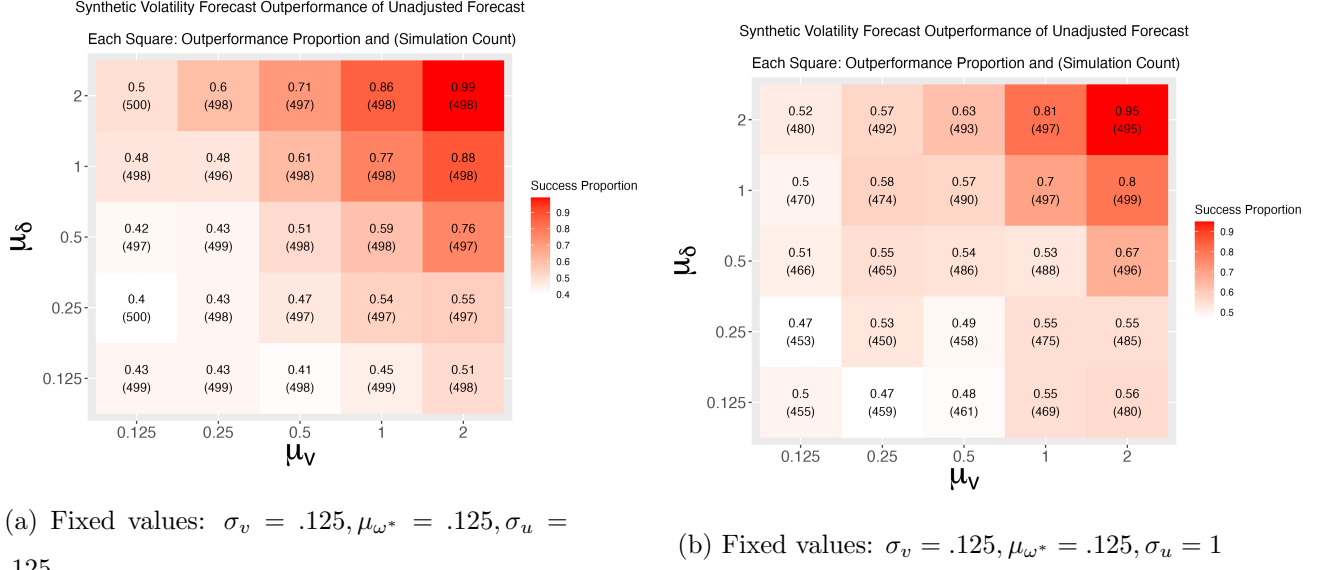 Synthetic Volatility Forecast Outperformance of Unadjusted Forecast
Each Square: Outperformance Proportion and (Simulation Count)
2
0.5 0.6 0.71 0.86 0.99
(500) (498) (497) (498) (498)
1
0.48 0.48 0.61 0.77 0.88
(498) (496) (498) (498) (498)
0.5
0.42 0.43 0.51 0.59 0.76
(497) (499) (498) (498) (497)
0.25
0.4 0.43 0.47 0.54 0.55
(500) (498) (497) (497) (497)
0.125
0.43 0.43 0.41 0.45 0.51
(499) (499) (498) (499) (498)
0.125 0.25 0.5 1 2
μδ
μV
Success Proportion
0.9
0.8
0.7
0.6
0.5
0.4
(a) Fixed values: σv = .125, μω* = .125, σu =
.125
Synthetic Volatility Forecast Outperformance of Unadjusted Forecast
Each Square: Outperformance Proportion and (Simulation Count)
2
0.52 0.57 0.63 0.81 0.95
(480) (492) (493) (497) (495)
1
0.5 0.58 0.57 0.7 0.8
(470) (474) (490) (497) (499)
0.5
0.51 0.55 0.54 0.53 0.67
(466) (465) (486) (488) (496)
0.25
0.47 0.53 0.49 0.55 0.55
(453) (450) (458) (475) (485)
0.125
0.5 0.47 0.48 0.55 0.56
(455) (459) (461) (469) (480)
0.125 0.25 0.5 1 2
μδ
μV
Success Proportion
0.9
0.8
0.7
0.6
0.5
(b) Fixed values: σv = .125, μω* = .125, σu = 1